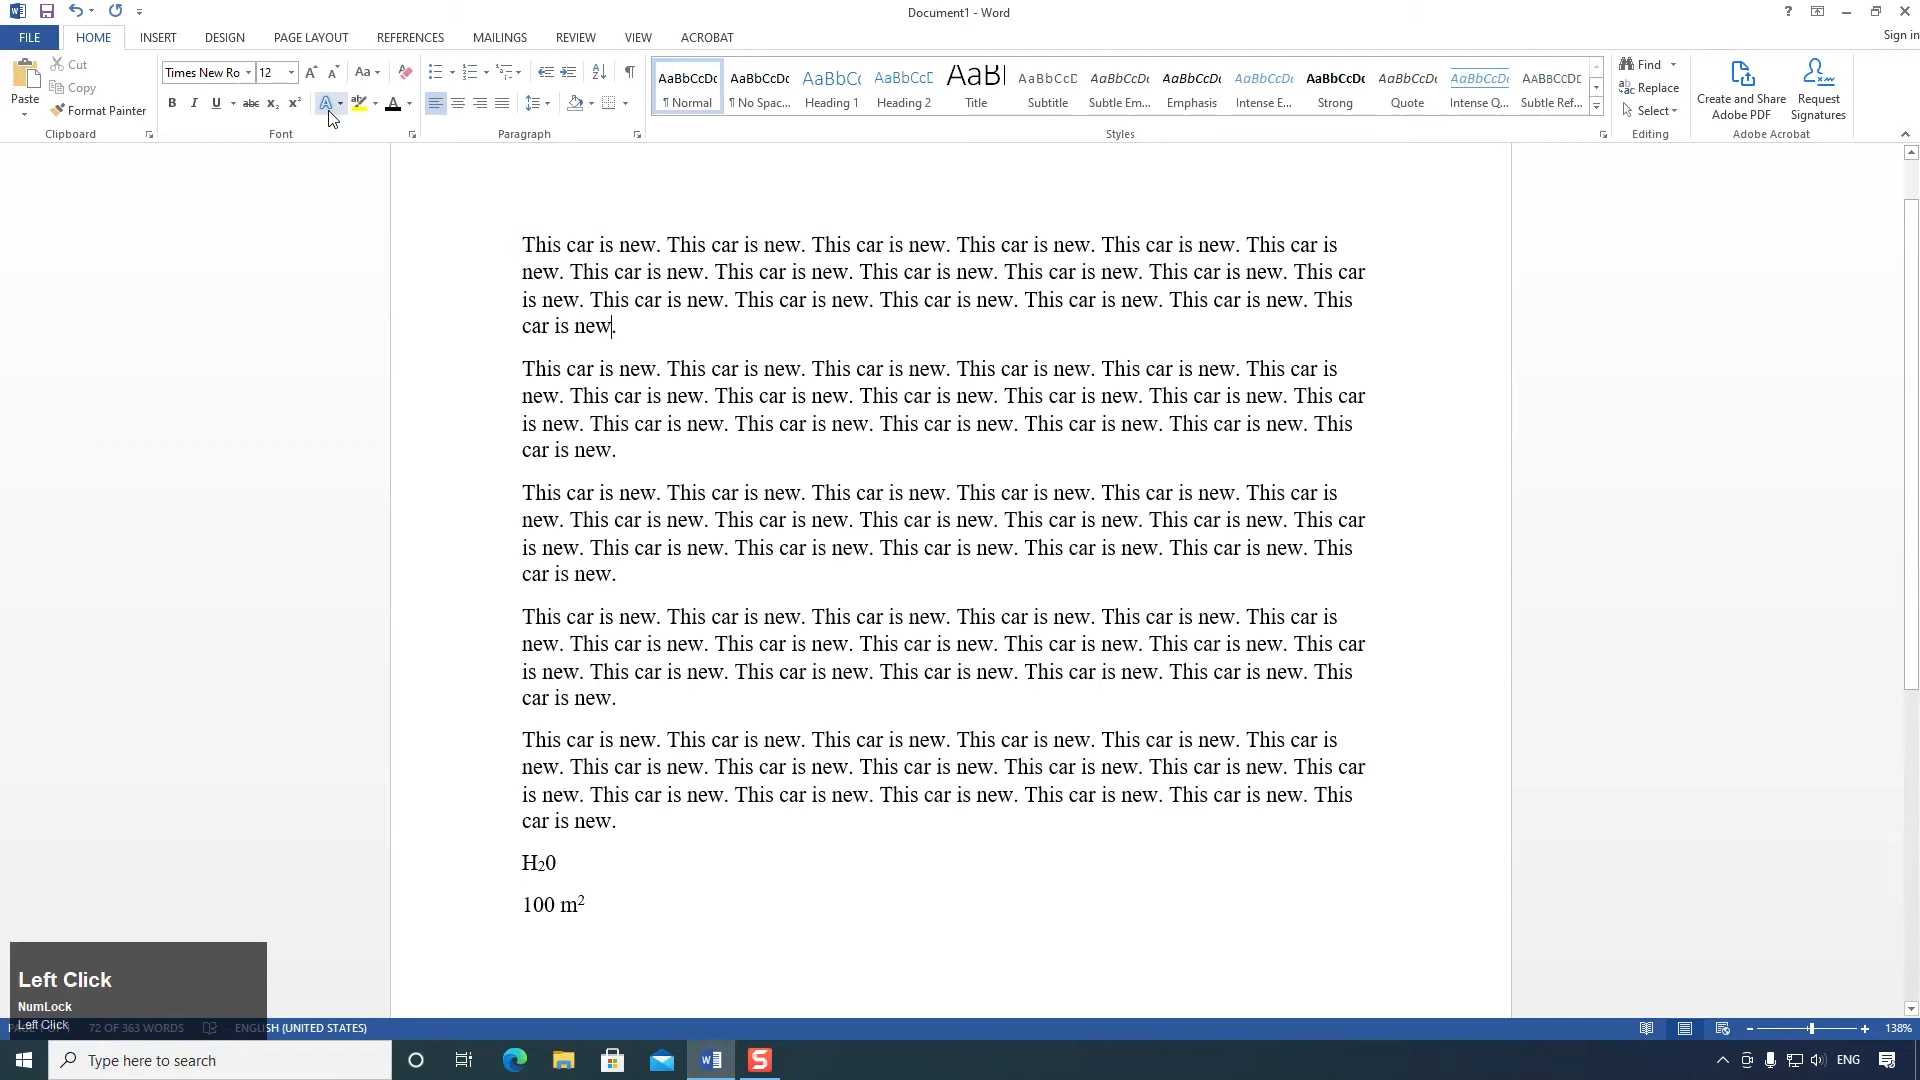 Document1 - Word
FILE HOME INSERT DESIGN PAGE LAYOUT REFERENCES MAILINGS REVIEW VIEW ACROBAT
Sign in
Paste
Cut
Copy
Format Painter
Clipboard
Times New Ro 12
Font
Paragraph
AaBbCcDc AaBbCcDc AaBbCc AaBbCcD AaBl AaBbCcD AaBbCcDc AaBbCcDc AaBbCcDc AaBbCcDc AaBbCcDc AaBbCcDc AABBCCDE
¶ Normal ¶ No Spac... Heading 1 Heading 2 Title Subtitle Subtle Em... Emphasis Intense E... Strong Quote Intense Q... Subtle Ref...
Styles
Find
Replace
Select
Editing
Create and Share
Adobe PDF
Request
Signatures
Adobe Acrobat
This car is new. This car is new. This car is new. This car is new. This car is new. This car is
new. This car is new. This car is new. This car is new. This car is new. This car is new. This car
is new. This car is new. This car is new. This car is new. This car is new. This car is new. This
car is new.
This car is new. This car is new. This car is new. This car is new. This car is new. This car is
new. This car is new. This car is new. This car is new. This car is new. This car is new. This car
is new. This car is new. This car is new. This car is new. This car is new. This car is new. This
car is new.
This car is new. This car is new. This car is new. This car is new. This car is new. This car is
new. This car is new. This car is new. This car is new. This car is new. This car is new. This car
is new. This car is new. This car is new. This car is new. This car is new. This car is new. This
car is new.
This car is new. This car is new. This car is new. This car is new. This car is new. This car is
new. This car is new. This car is new. This car is new. This car is new. This car is new. This car
is new. This car is new. This car is new. This car is new. This car is new. This car is new. This
car is new.
This car is new. This car is new. This car is new. This car is new. This car is new. This car is
new. This car is new. This car is new. This car is new. This car is new. This car is new. This car
is new. This car is new. This car is new. This car is new. This car is new. This car is new. This
car is new.
H₂0
100 m²
Left Click
NumLock
Left Click
72 OF 363 WORDS ENGLISH (UNITED STATES)
138%
Type here to search
ENG